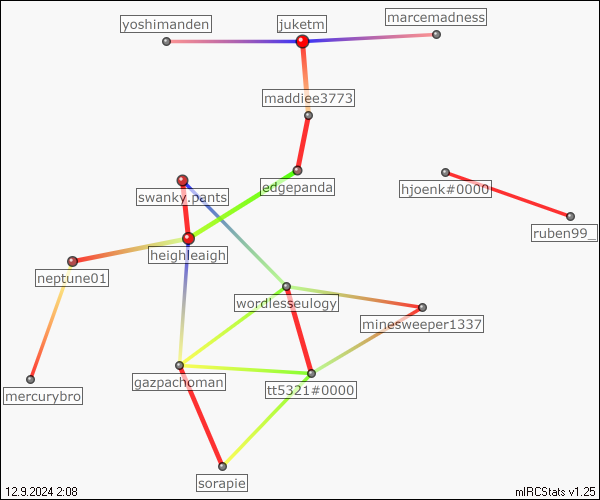 marcemadness
yoshimanden
juketm
maddiee3773
edgepanda
hjoenk#0000
swanky.pants
ruben99_
heighleaigh
neptune01
wordlesseulogy
minesweeper1337
gazpachoman
tt5321#0000
mercurybro
sorapie
12.9.2024 2:08
mIRCStats v1.25